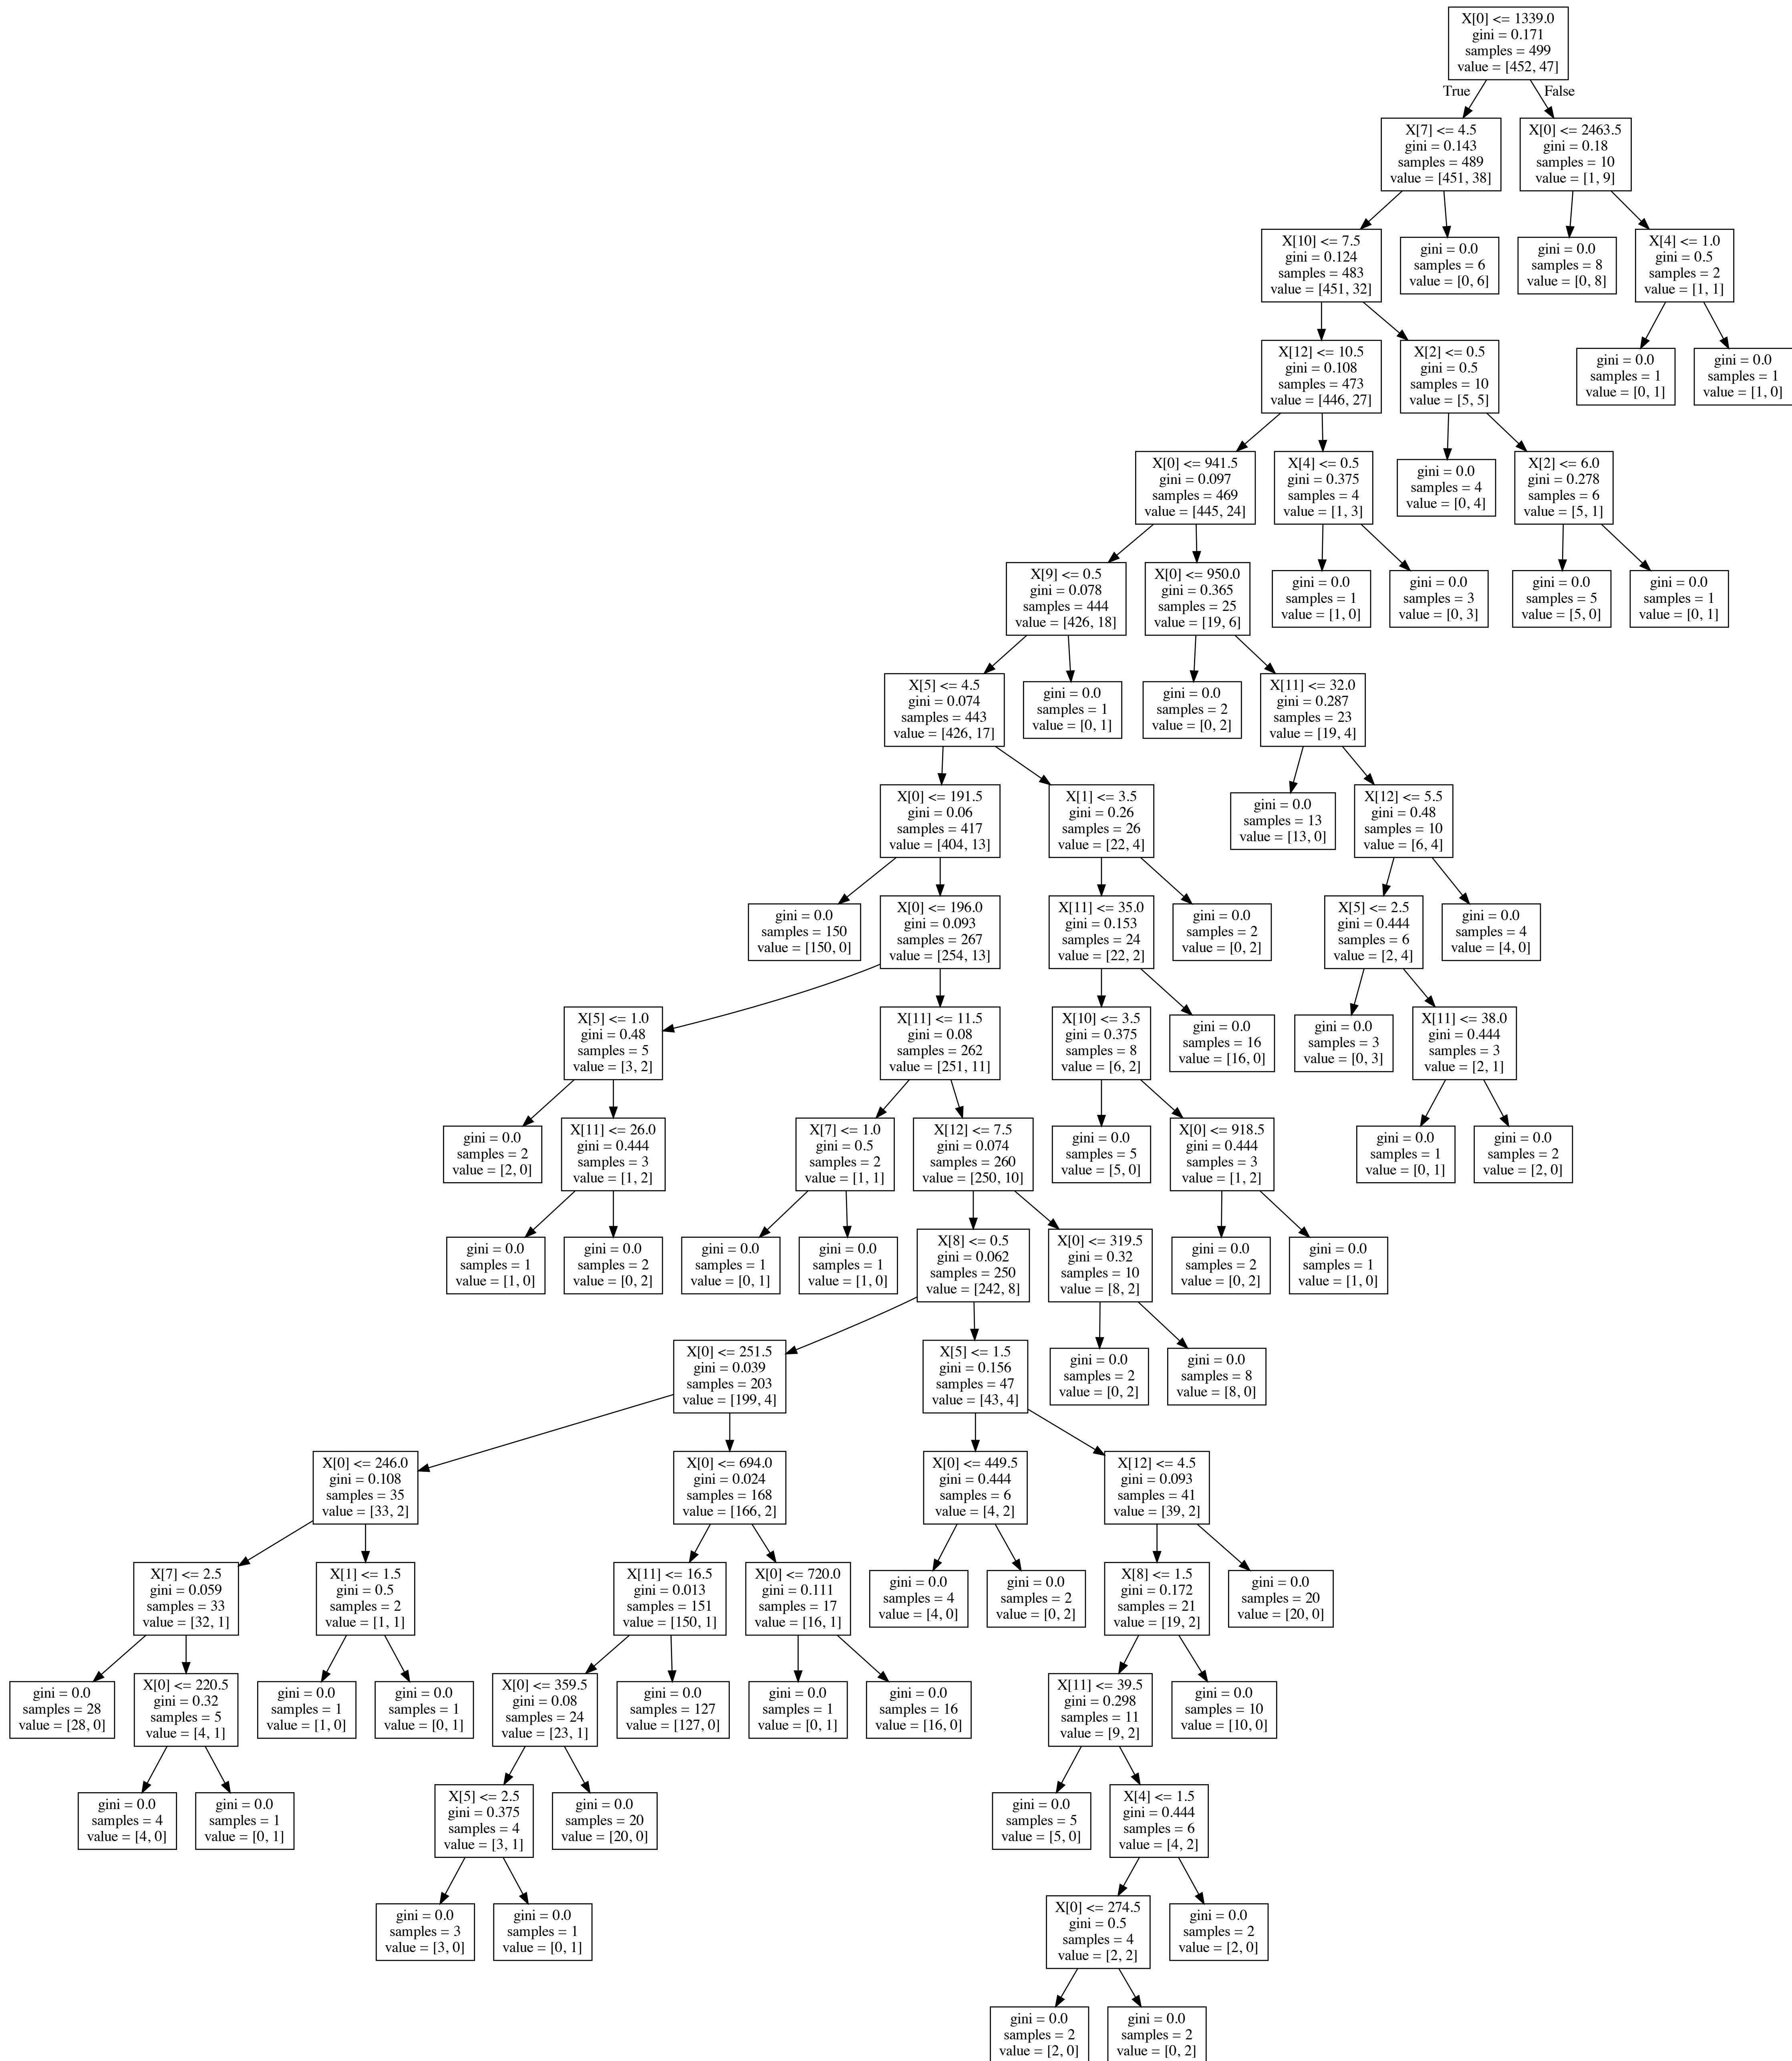 X[0] <= 1339.0
gini = 0.171
samples = 499
value = [452, 47]
True
False
X[7] <= 4.5
gini = 0.143
samples = 489
value = [451, 38]
X[0] <= 2463.5
gini = 0.18
samples = 10
value = [1, 9]
X[10] <= 7.5
gini = 0.124
samples = 483
value = [451, 32]
gini = 0.0
samples = 6
value = [0, 6]
gini = 0.0
samples = 8
value = [0, 8]
X[4] <= 1.0
gini = 0.5
samples = 2
value = [1, 1]
X[12] <= 10.5
gini = 0.108
samples = 473
value = [446, 27]
X[2] <= 0.5
gini = 0.5
samples = 10
value = [5, 5]
gini = 0.0
samples = 1
value = [0, 1]
gini = 0.0
samples = 1
value = [1, 0]
X[0] <= 941.5
gini = 0.097
samples = 469
value = [445, 24]
X[4] <= 0.5
gini = 0.375
samples = 4
value = [1, 3]
gini = 0.0
samples = 4
value = [0, 4]
X[2] <= 6.0
gini = 0.278
samples = 6
value = [5, 1]
X[9] <= 0.5
gini = 0.078
samples = 444
value = [426, 18]
X[0] <= 950.0
gini = 0.365
samples = 25
value = [19, 6]
gini = 0.0
samples = 1
value = [1, 0]
gini = 0.0
samples = 3
value = [0, 3]
gini = 0.0
samples = 5
value = [5, 0]
gini = 0.0
samples = 1
value = [0, 1]
X[5] <= 4.5
gini = 0.074
samples = 443
value = [426, 17]
gini = 0.0
samples = 1
value = [0, 1]
gini = 0.0
samples = 2
value = [0, 2]
X[11] <= 32.0
gini = 0.287
samples = 23
value = [19, 4]
X[0] <= 191.5
gini = 0.06
samples = 417
value = [404, 13]
X[1] <= 3.5
gini = 0.26
samples = 26
value = [22, 4]
gini = 0.0
samples = 13
value = [13, 0]
X[12] <= 5.5
gini = 0.48
samples = 10
value = [6, 4]
gini = 0.0
samples = 150
value = [150, 0]
X[0] <= 196.0
gini = 0.093
samples = 267
value = [254, 13]
X[11] <= 35.0
gini = 0.153
samples = 24
value = [22, 2]
gini = 0.0
samples = 2
value = [0, 2]
X[5] <= 2.5
gini = 0.444
samples = 6
value = [2, 4]
gini = 0.0
samples = 4
value = [4, 0]
X[5] <= 1.0
gini = 0.48
samples = 5
value = [3, 2]
X[11] <= 11.5
gini = 0.08
samples = 262
value = [251, 11]
X[10] <= 3.5
gini = 0.375
samples = 8
value = [6, 2]
gini = 0.0
samples = 16
value = [16, 0]
gini = 0.0
samples = 3
value = [0, 3]
X[11] <= 38.0
gini = 0.444
samples = 3
value = [2, 1]
gini = 0.0
samples = 2
value = [2, 0]
X[11] <= 26.0
gini = 0.444
samples = 3
value = [1, 2]
X[7] <= 1.0
gini = 0.5
samples = 2
value = [1, 1]
X[12] <= 7.5
gini = 0.074
samples = 260
value = [250, 10]
gini = 0.0
samples = 5
value = [5, 0]
X[0] <= 918.5
gini = 0.444
samples = 3
value = [1, 2]
gini = 0.0
samples = 1
value = [0, 1]
gini = 0.0
samples = 2
value = [2, 0]
gini = 0.0
samples = 1
value = [1, 0]
gini = 0.0
samples = 2
value = [0, 2]
gini = 0.0
samples = 1
value = [0, 1]
gini = 0.0
samples = 1
value = [1, 0]
X[8] <= 0.5
gini = 0.062
samples = 250
value = [242, 8]
X[0] <= 319.5
gini = 0.32
samples = 10
value = [8, 2]
gini = 0.0
samples = 2
value = [0, 2]
gini = 0.0
samples = 1
value = [1, 0]
X[0] <= 251.5
gini = 0.039
samples = 203
value = [199, 4]
X[5] <= 1.5
gini = 0.156
samples = 47
value = [43, 4]
gini = 0.0
samples = 2
value = [0, 2]
gini = 0.0
samples = 8
value = [8, 0]
X[0] <= 246.0
gini = 0.108
samples = 35
value = [33, 2]
X[0] <= 694.0
gini = 0.024
samples = 168
value = [166, 2]
X[0] <= 449.5
gini = 0.444
samples = 6
value = [4, 2]
X[12] <= 4.5
gini = 0.093
samples = 41
value = [39, 2]
X[7] <= 2.5
gini = 0.059
samples = 33
value = [32, 1]
X[1] <= 1.5
gini = 0.5
samples = 2
value = [1, 1]
X[11] <= 16.5
gini = 0.013
samples = 151
value = [150, 1]
X[0] <= 720.0
gini = 0.111
samples = 17
value = [16, 1]
gini = 0.0
samples = 4
value = [4, 0]
gini = 0.0
samples = 2
value = [0, 2]
X[8] <= 1.5
gini = 0.172
samples = 21
value = [19, 2]
gini = 0.0
samples = 20
value = [20, 0]
gini = 0.0
samples = 28
value = [28, 0]
X[0] <= 220.5
gini = 0.32
samples = 5
value = [4, 1]
gini = 0.0
samples = 1
value = [1, 0]
gini = 0.0
samples = 1
value = [0, 1]
X[0] <= 359.5
gini = 0.08
samples = 24
value = [23, 1]
gini = 0.0
samples = 127
value = [127, 0]
gini = 0.0
samples = 1
value = [0, 1]
gini = 0.0
samples = 16
value = [16, 0]
X[11] <= 39.5
gini = 0.298
samples = 11
value = [9, 2]
gini = 0.0
samples = 10
value = [10, 0]
gini = 0.0
samples = 4
value = [4, 0]
gini = 0.0
samples = 1
value = [0, 1]
X[5] <= 2.5
gini = 0.375
samples = 4
value = [3, 1]
gini = 0.0
samples = 20
value = [20, 0]
gini = 0.0
samples = 5
value = [5, 0]
X[4] <= 1.5
gini = 0.444
samples = 6
value = [4, 2]
gini = 0.0
samples = 3
value = [3, 0]
gini = 0.0
samples = 1
value = [0, 1]
X[0] <= 274.5
gini = 0.5
samples = 4
value = [2, 2]
gini = 0.0
samples = 2
value = [2, 0]
gini = 0.0
samples = 2
value = [2, 0]
gini = 0.0
samples = 2
value = [0, 2]